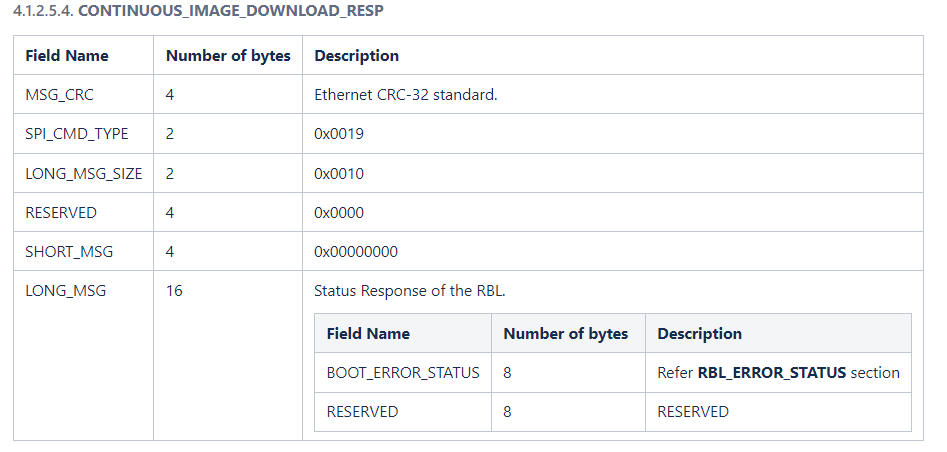 4.1.2.5.4. CONTINUOUS_IMAGE_DOWNLOAD_RESP
Field Name Number of bytes Description
MSG_CRC 4 Ethernet CRC-32 standard.
SPI_CMD_TYPE 2 0x0019
LONG_MSG_SIZE 2 0x0010
RESERVED 4 0x0000
SHORT_MSG 4 0x00000000
LONG_MSG 16 Status Response of the RBL.
Field Name Number of bytes Description
BOOT_ERROR_STATUS 8 Refer RBL_ERROR_STATUS section
RESERVED 8 RESERVED